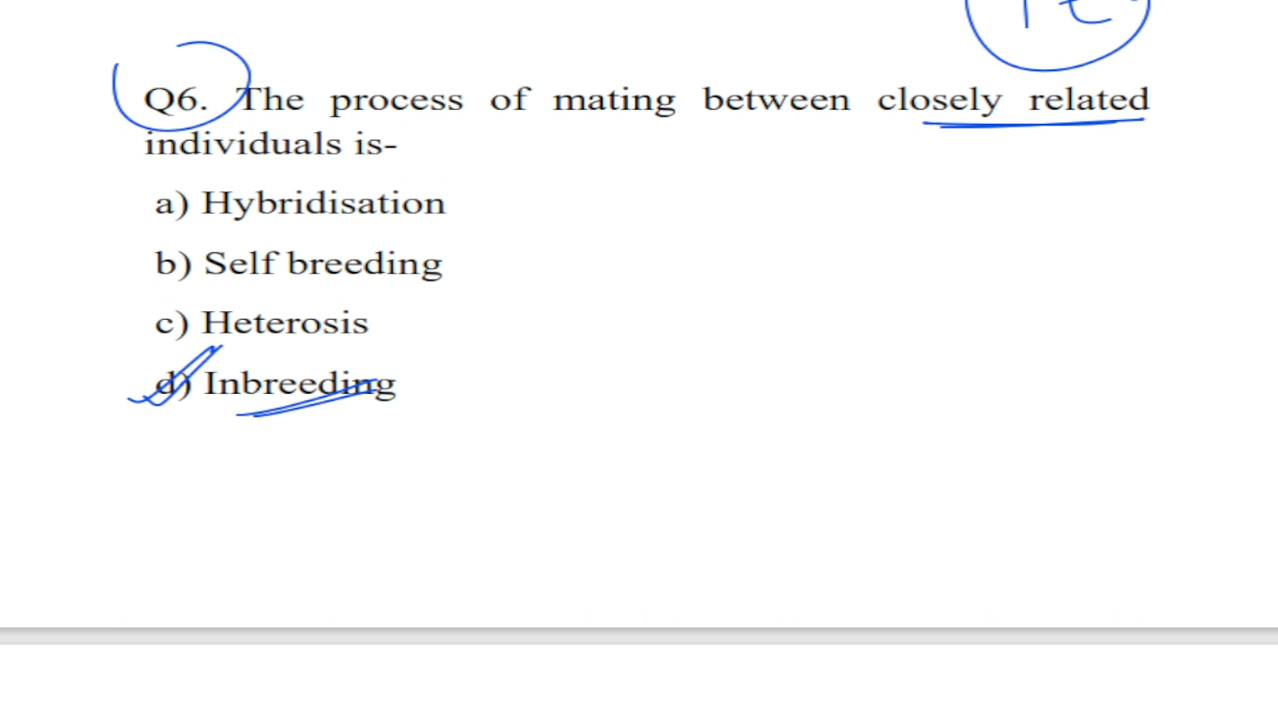 Q6. The process of mating between closely related
individuals is-
a) Hybridisation
b) Self breeding
c) Heterosis
d) Inbreeding